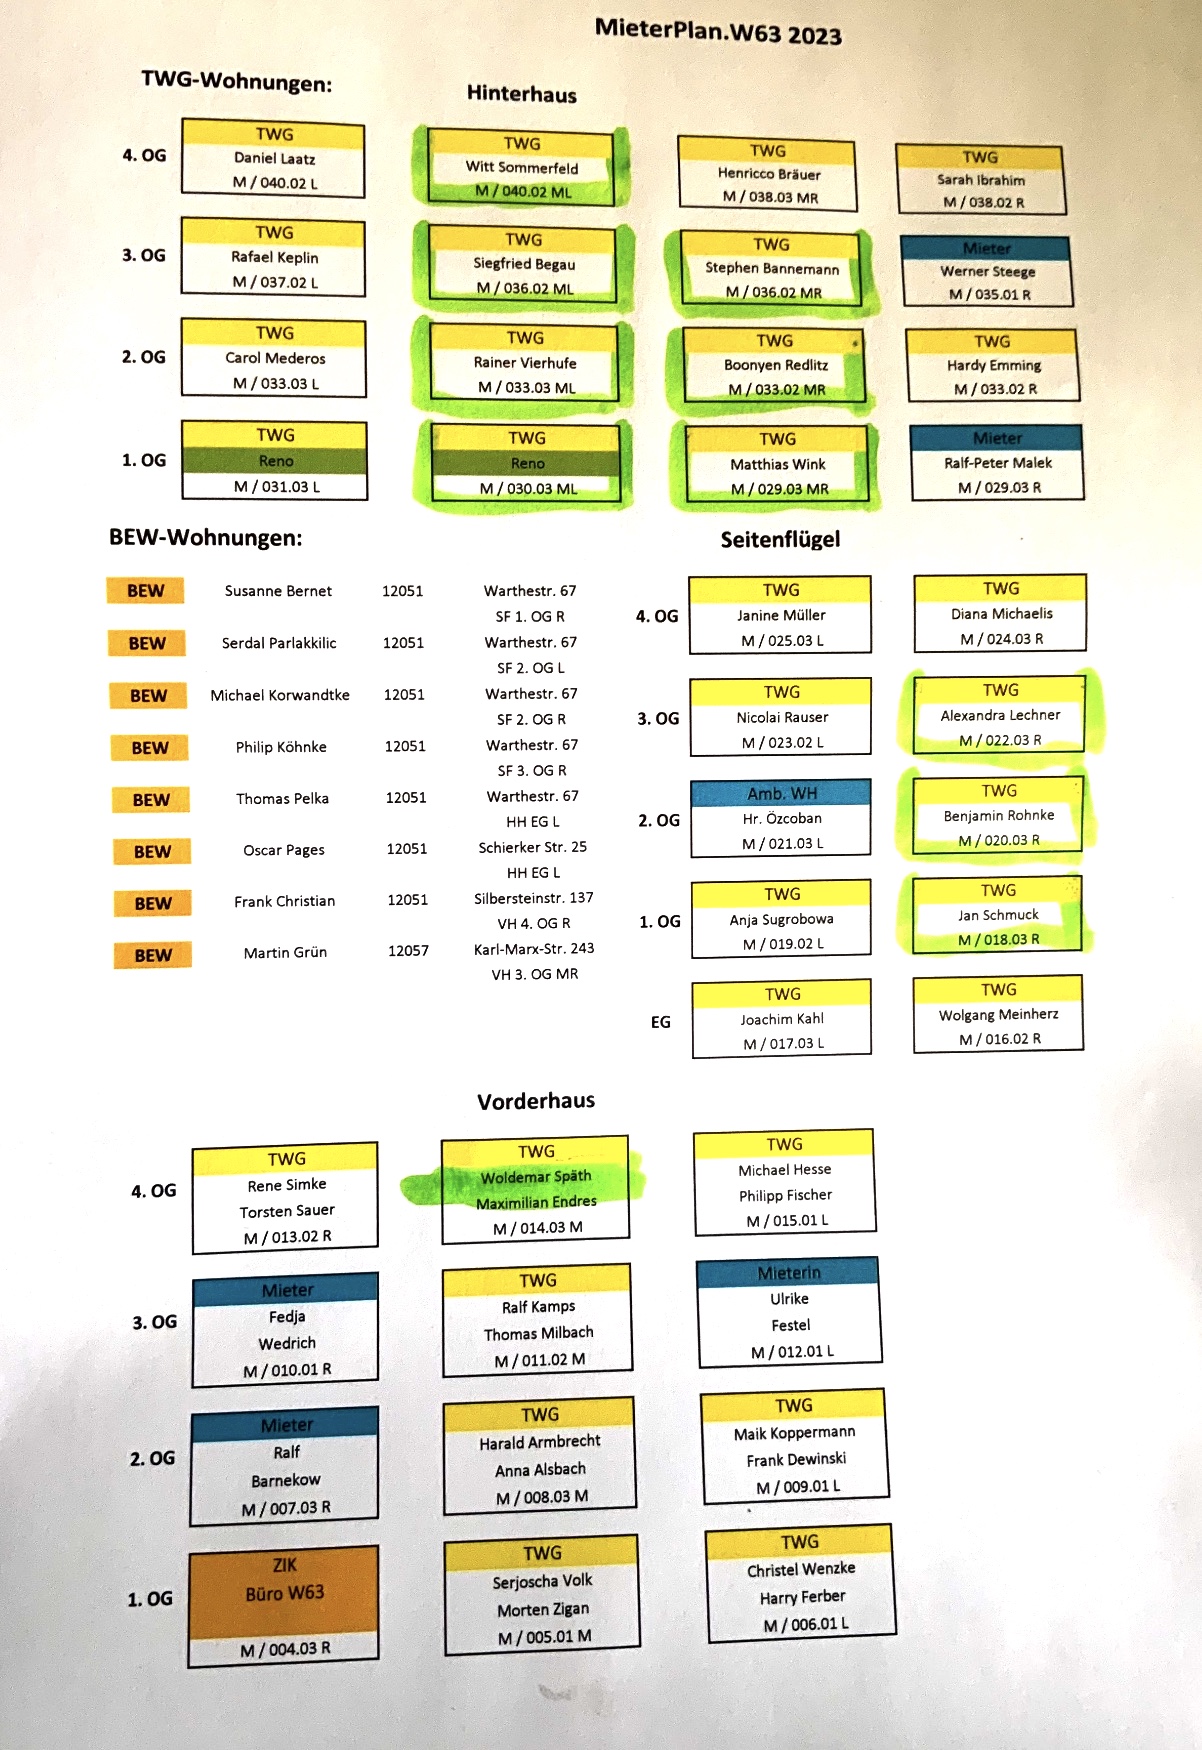 MieterPlan.W63 2023
TWG-Wohnungen:
Hinterhaus
4. OG
TWG
Daniel Laatz
M / 040.02 L
TWG
Witt Sommerfeld
M / 040.02 ML
TWG
Henricco Bräuer
M / 038.03 MR
TWG
Sarah Ibrahim
M / 038.02 R
3. OG
TWG
Rafael Keplin
M / 037.02 L
TWG
Siegfried Begau
M / 036.02 ML
TWG
Stephen Bannemann
M / 036.02 MR
Mieter
Werner Steege
M / 035.01 R
2. OG
TWG
Carol Mederos
M / 033.03 L
TWG
Rainer Vierhufe
M / 033.03 ML
TWG
Boonyen Redlitz
M / 033.02 MR
TWG
Hardy Emming
M / 033.02 R
1. OG
TWG
Reno
M / 031.03 L
TWG
Reno
M / 030.03 ML
TWG
Matthias Wink
M / 029.03 MR
Mieter
Ralf-Peter Malek
M / 029.03 R
BEW-Wohnungen:
BEW Susanne Bernet 12051 Warthestr. 67
SF 1. OG R
BEW Serdal Parlakkilic 12051 Warthestr. 67
SF 2. OG L
BEW Michael Korwandtke 12051 Warthestr. 67
SF 2. OG R
BEW Philip Köhnke 12051 Warthestr. 67
SF 3. OG R
BEW Thomas Pelka 12051 Warthestr. 67
HH EG L
BEW Oscar Pages 12051 Schierker Str. 25
HH EG L
BEW Frank Christian 12051 Silbersteinstr. 137
VH 4. OG R
BEW Martin Grün 12057 Karl-Marx-Str. 243
VH 3. OG MR
Seitenflügel
4. OG
TWG
Janine Müller
M / 025.03 L
TWG
Diana Michaelis
M / 024.03 R
3. OG
TWG
Nicolai Rauser
M / 023.02 L
TWG
Alexandra Lechner
M / 022.03 R
2. OG
Amb. WH
Hr. Özcoban
M / 021.03 L
TWG
Benjamin Rohnke
M / 020.03 R
1. OG
TWG
Anja Sugrobowa
M / 019.02 L
TWG
Jan Schmuck
M / 018.03 R
EG
TWG
Joachim Kahl
M / 017.03 L
TWG
Wolgang Meinherz
M / 016.02 R
Vorderhaus
4. OG
TWG
Rene Simke
Torsten Sauer
M / 013.02 R
TWG
Woldemar Späth
Maximilian Endres
M / 014.03 M
TWG
Michael Hesse
Philipp Fischer
M / 015.01 L
3. OG
Mieter
Fedja
Wedrich
M / 010.01 R
TWG
Ralf Kamps
Thomas Milbach
M / 011.02 M
Mieterin
Ulrike
Festel
M / 012.01 L
2. OG
Mieter
Ralf
Barnekow
M / 007.03 R
TWG
Harald Armbrecht
Anna Alsbach
M / 008.03 M
TWG
Maik Koppermann
Frank Dewinski
M / 009.01 L
1. OG
ZIK
Büro W63
M / 004.03 R
TWG
Serjoscha Volk
Morten Zigan
M / 005.01 M
TWG
Christel Wenzke
Harry Ferber
M / 006.01 L